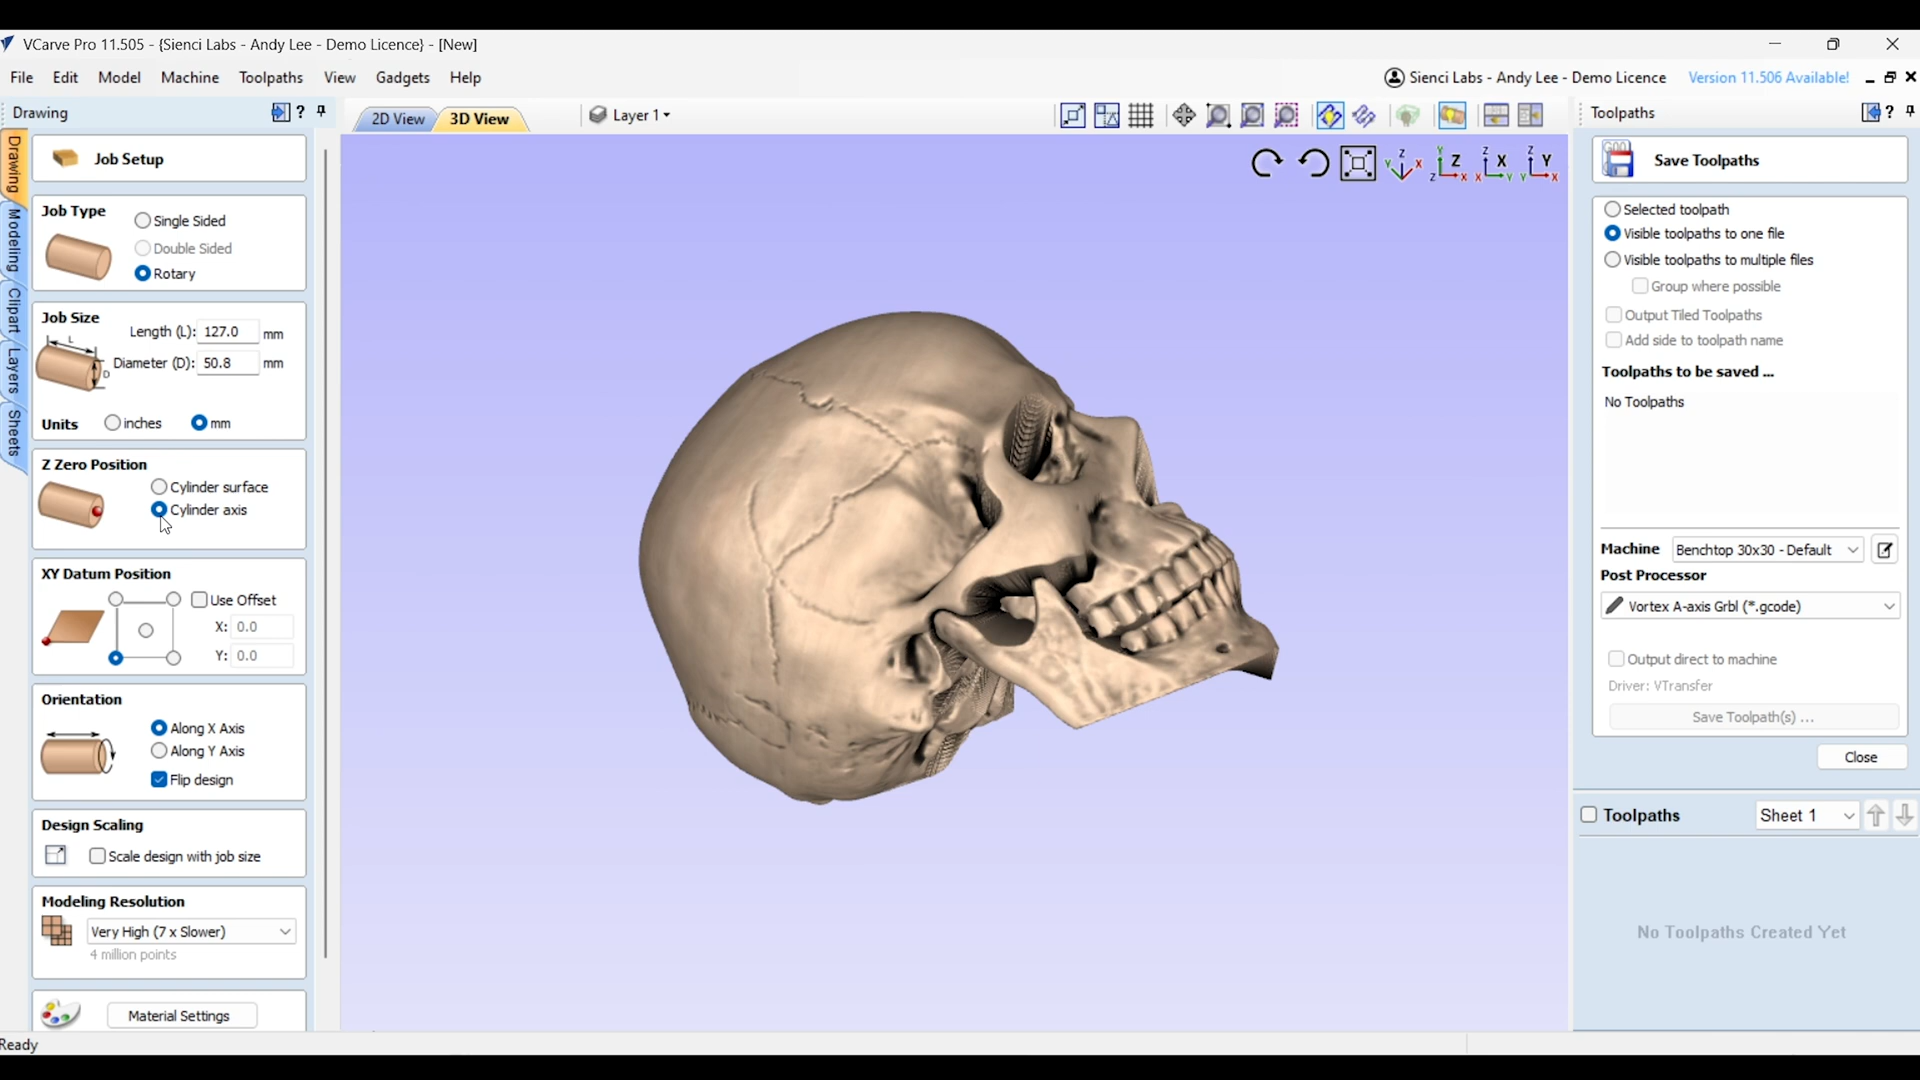 VCarve Pro 11.505 - {Sienci Labs - Andy Lee - Demo Licence} - [New]
File Edit Model Machine Toolpaths View Gadgets Help
Sienci Labs - Andy Lee - Demo Licence Version 11.506 Available!
Drawing
2D View 3D View
Layer 1
Toolpaths
Drawing
Modeling
Clipart
Layers
Sheets
Job Setup
Job Type
Single Sided
Double Sided
Rotary
Job Size
Length (L): 127.0 mm
Diameter (D): 50.8 mm
L
D
Units inches mm
Z Zero Position
Cylinder surface
Cylinder axis
XY Datum Position
Use Offset
X: 0.0
Y: 0.0
Orientation
Along X Axis
Along Y Axis
Flip design
Design Scaling
Scale design with job size
Modeling Resolution
Very High (7 x Slower)
4 million points
Material Settings
Ready
Y Z X
Y Z Z X
Z X X Y
Z Y Y X
Save Toolpaths
Selected toolpath
Visible toolpaths to one file
Visible toolpaths to multiple files
Group where possible
Output Tiled Toolpaths
Add side to toolpath name
Toolpaths to be saved ...
No Toolpaths
Machine Benchtop 30x30 - Default
Post Processor
Vortex A-axis Grbl (*.gcode)
Output direct to machine
Driver: VTransfer
Save Toolpath(s) ...
Close
Toolpaths Sheet 1
No Toolpaths Created Yet